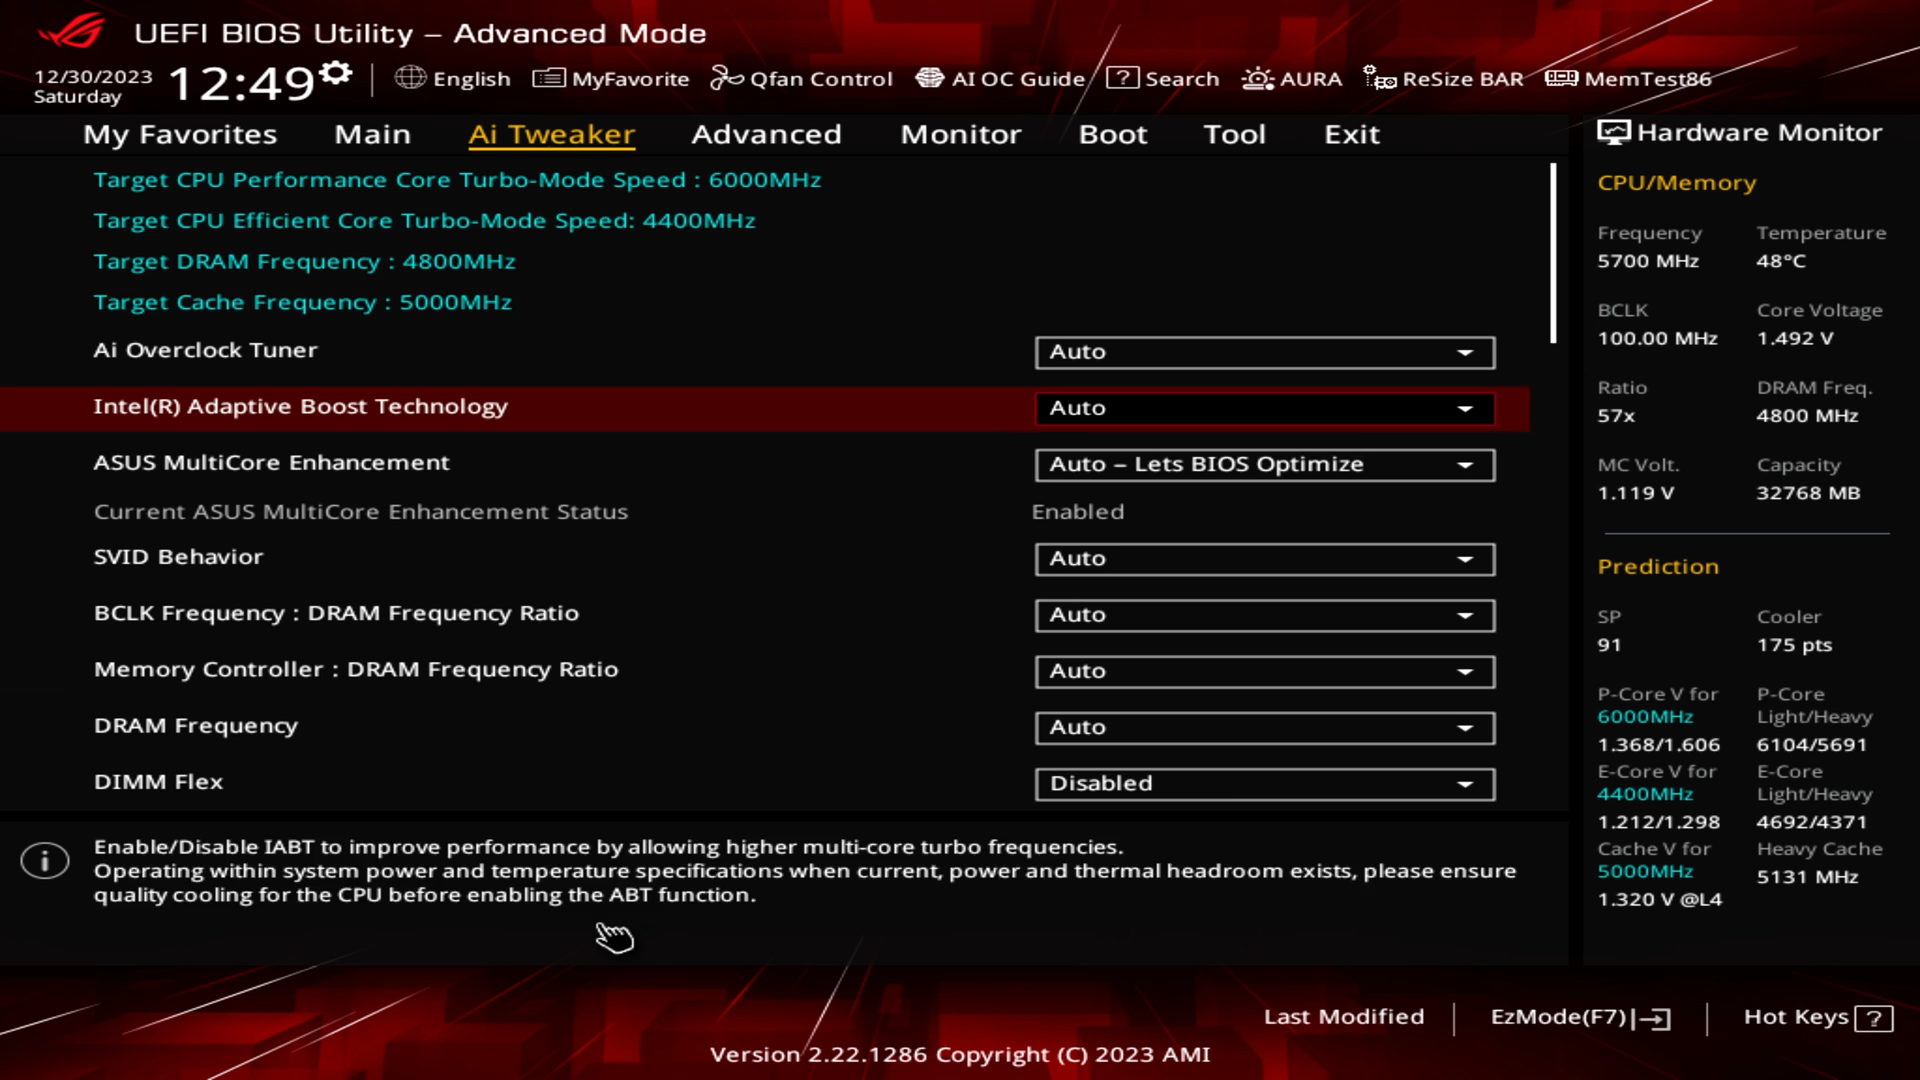 UEFI BIOS Utility – Advanced Mode
12/30/2023
Saturday
12:49
English
MyFavorite
Qfan Control
AI OC Guide
? Search
AURA
ReSize BAR
MemTest86
My Favorites
Main
Ai Tweaker
Advanced
Monitor
Boot
Tool
Exit
Target CPU Performance Core Turbo-Mode Speed : 6000MHz
Target CPU Efficient Core Turbo-Mode Speed: 4400MHz
Target DRAM Frequency : 4800MHz
Target Cache Frequency : 5000MHz
Ai Overclock Tuner Auto
Intel(R) Adaptive Boost Technology Auto
ASUS MultiCore Enhancement Auto – Lets BIOS Optimize
Current ASUS MultiCore Enhancement Status Enabled
SVID Behavior Auto
BCLK Frequency : DRAM Frequency Ratio Auto
Memory Controller : DRAM Frequency Ratio Auto
DRAM Frequency Auto
DIMM Flex Disabled
i
Enable/Disable IABT to improve performance by allowing higher multi-core turbo frequencies.
Operating within system power and temperature specifications when current, power and thermal headroom exists, please ensure
quality cooling for the CPU before enabling the ABT function.
Hardware Monitor
CPU/Memory
Frequency Temperature
5700 MHz 48°C
BCLK Core Voltage
100.00 MHz 1.492 V
Ratio DRAM Freq.
57x 4800 MHz
MC Volt. Capacity
1.119 V 32768 MB
Prediction
SP Cooler
91 175 pts
P-Core V for P-Core
6000MHz Light/Heavy
1.368/1.606 6104/5691
E-Core V for E-Core
4400MHz Light/Heavy
1.212/1.298 4692/4371
Cache V for Heavy Cache
5000MHz 5131 MHz
1.320 V @L4
Last Modified
EzMode(F7)
Hot Keys ?
Version 2.22.1286 Copyright (C) 2023 AMI